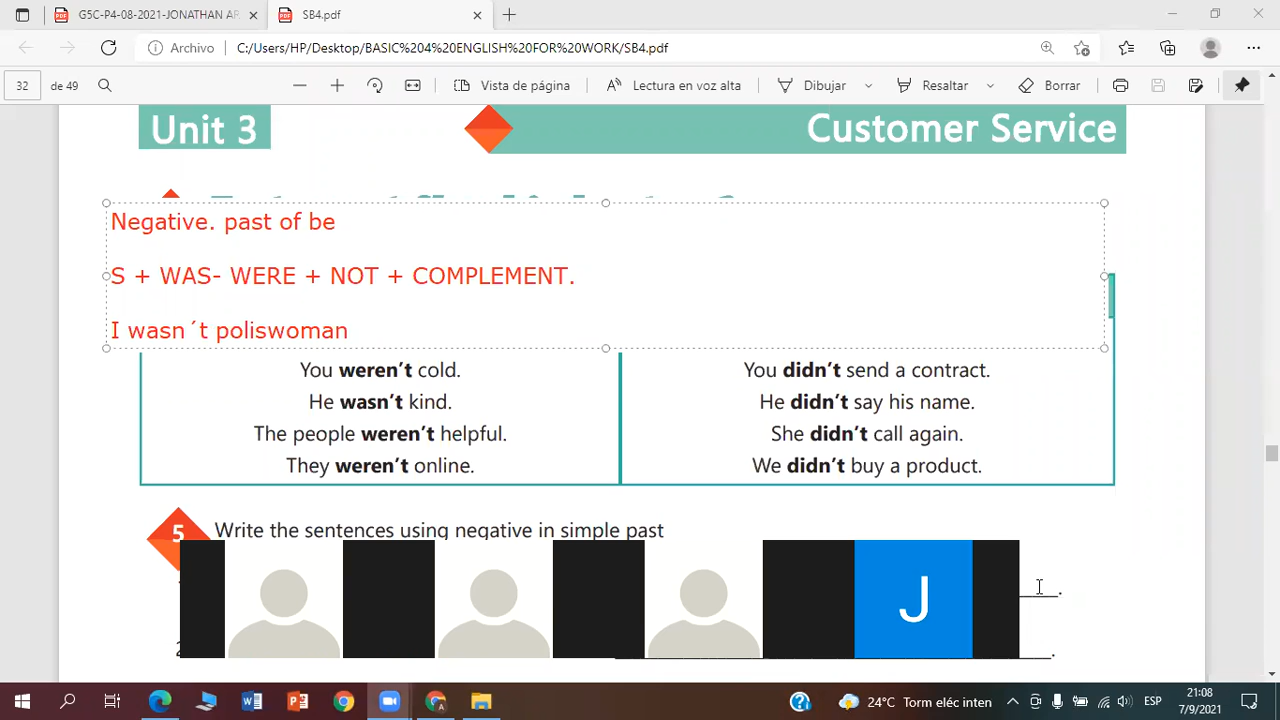 G5C-P4-08-2021-JONATHAN AR
SB4.pdf
Archivo
C:/Users/HP/Desktop/BASIC%204%20ENGLISH%20FOR%20WORK/SB4.pdf
32 de 49
Vista de página
Lectura en voz alta
Dibujar
Resaltar
Borrar
Unit 3
Customer Service
Negative. past of be
S + WAS- WERE + NOT + COMPLEMENT.
I wasn´t poliswoman
You weren't cold.
You didn't send a contract.
He wasn't kind.
He didn't say his name.
The people weren't helpful.
She didn't call again.
They weren't online.
We didn't buy a product.
5 Write the sentences using negative in simple past
J
24°C Torm eléc inten
ESP
21:08
7/9/2021